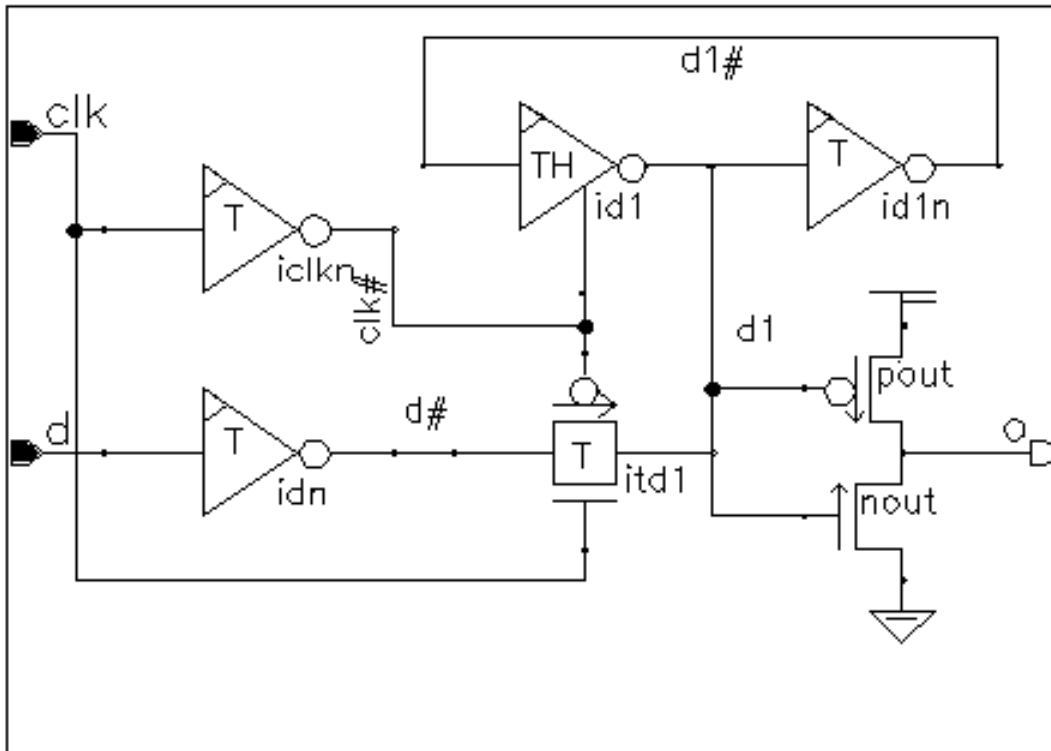 d1#
clk
TH
T
id1
id1n
T
iclkn
clk#
d1
pout
d
T
d#
T
itd1
nout
o
idn